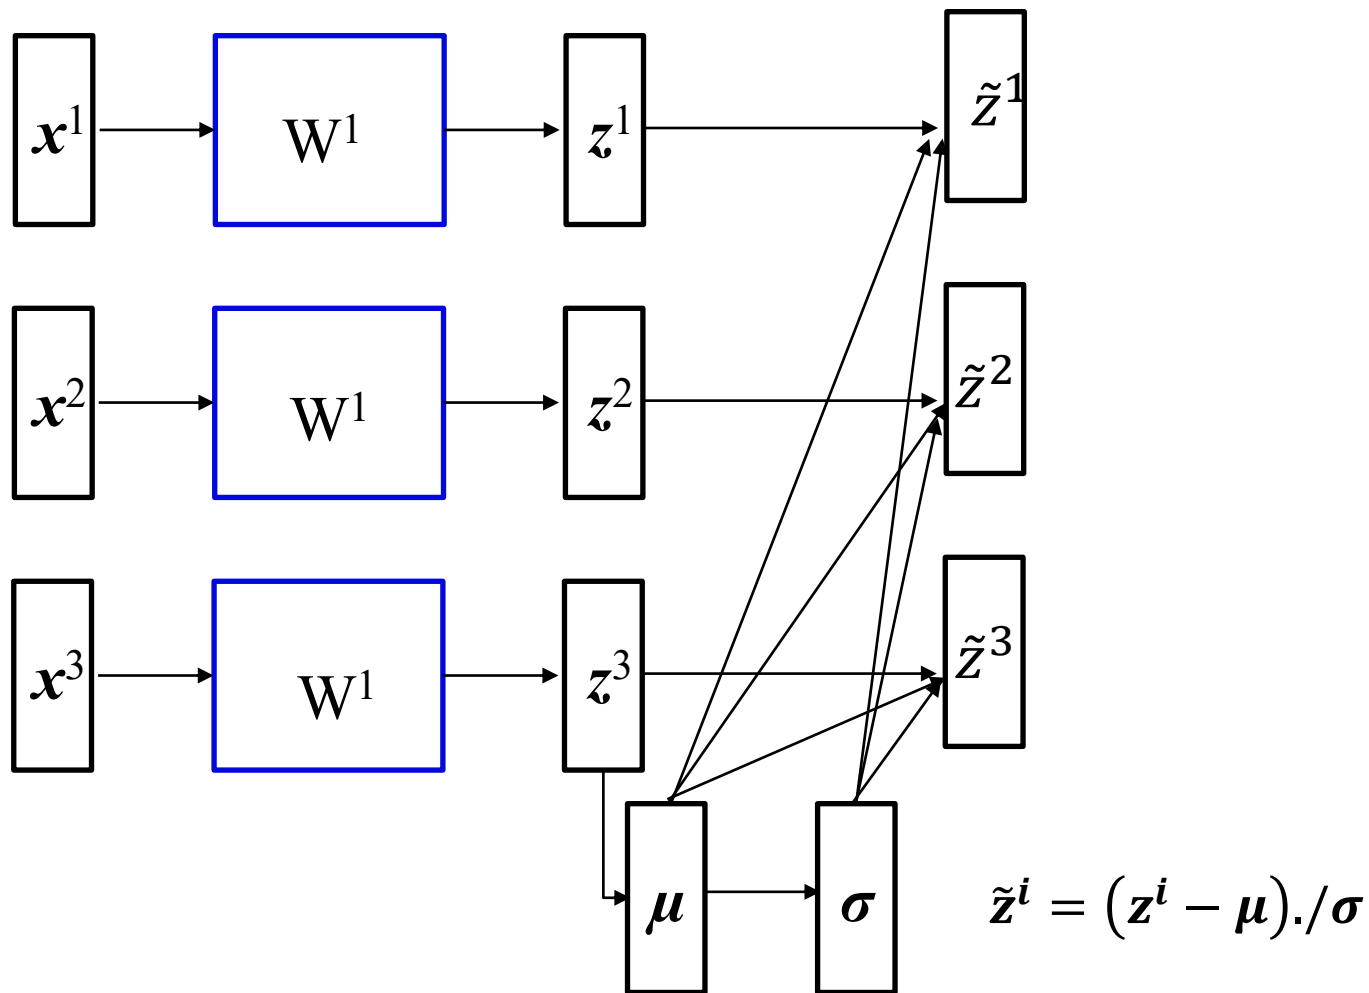 x¹ W¹ z¹ z̃¹
x² W¹ z² z̃²
x³ W¹ z³ z̃³
μ σ z̃ⁱ = (zⁱ − μ)./σ